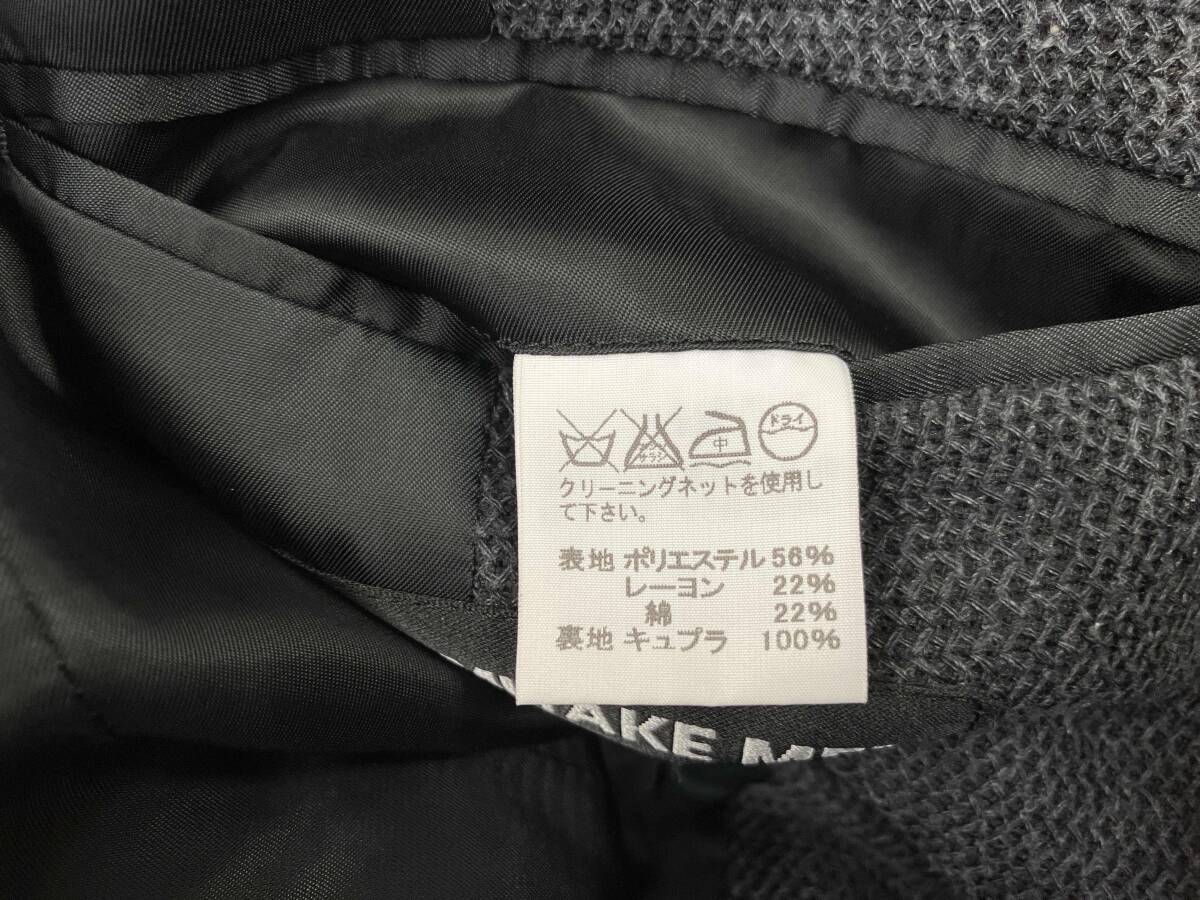 サラシ
中
ドライ
クリーニングネットを使用し
て下さい。
表地 ポリエステル 56%
レーヨン 22%
綿 22%
裏地 キュプラ 100%